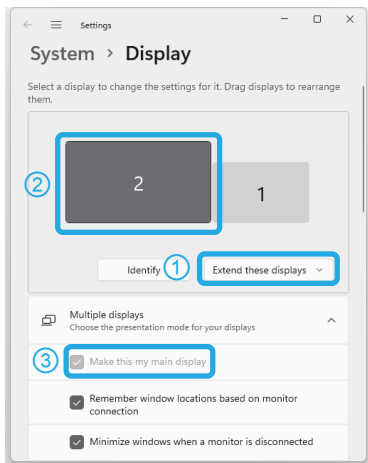 Settings
System > Display
Select a display to change the settings for it. Drag displays to rearrange
them.
②
2
1
Identify
①
Extend these displays
Multiple displays
Choose the presentation mode for your displays
③
Make this my main display
Remember window locations based on monitor
connection
Minimize windows when a monitor is disconnected